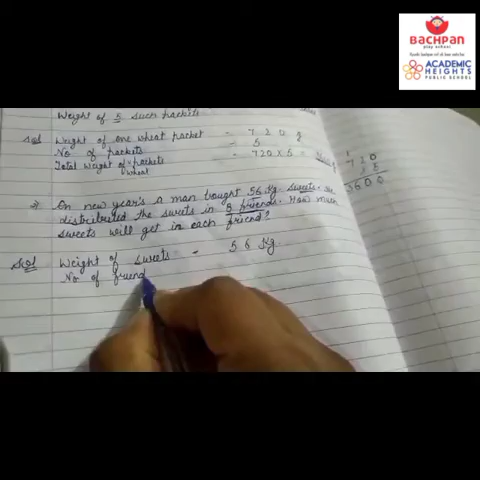 BACHPAN
play school
ACADEMIC
HEIGHTS
PUBLIC SCHOOL
Weight of 5 such packets
Sol Weight of one wheat packet = 720 g
No of packets = 5
Total Weight of wheat packets = 720 x 5 =
720
x 5
3600
On new year's a man bought 56 Kg sweets.
distributed the sweets in 8 friends. How much
sweets will get in each friend?
Sol Weight of sweets = 56 Kg.
No of friend